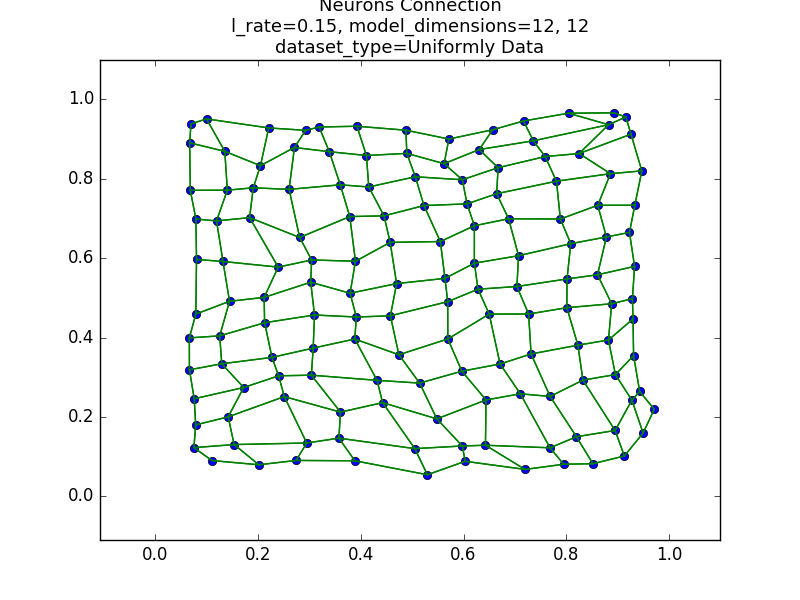 Neurons Connection
l_rate=0.15, model_dimensions=12, 12
dataset_type=Uniformly Data
1.0
0.8
0.6
0.4
0.2
0.0
0.0 0.2 0.4 0.6 0.8 1.0